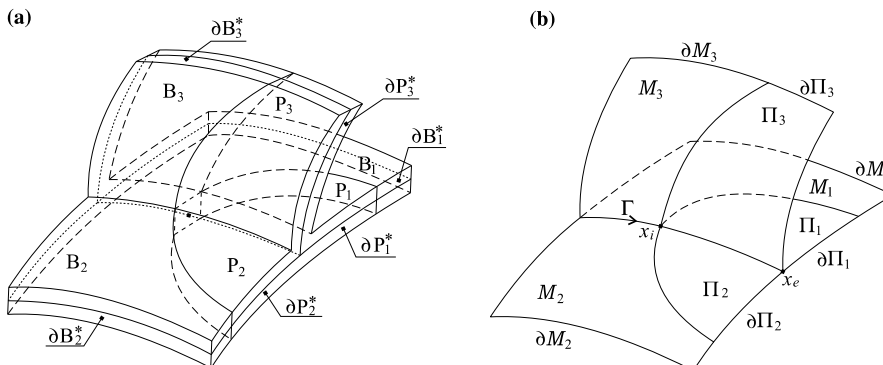 (a)
∂B₃*
B₃
P₃
∂P₃*
∂B₁*
B₁
P₁
∂P₁*
B₂
P₂
∂P₂*
∂B₂*
(b)
∂M₃
M₃
∂Π₃
Π₃
∂M
M₁
Γ
xᵢ
Π₁
∂Π₁
xₑ
M₂
Π₂
∂Π₂
∂M₂